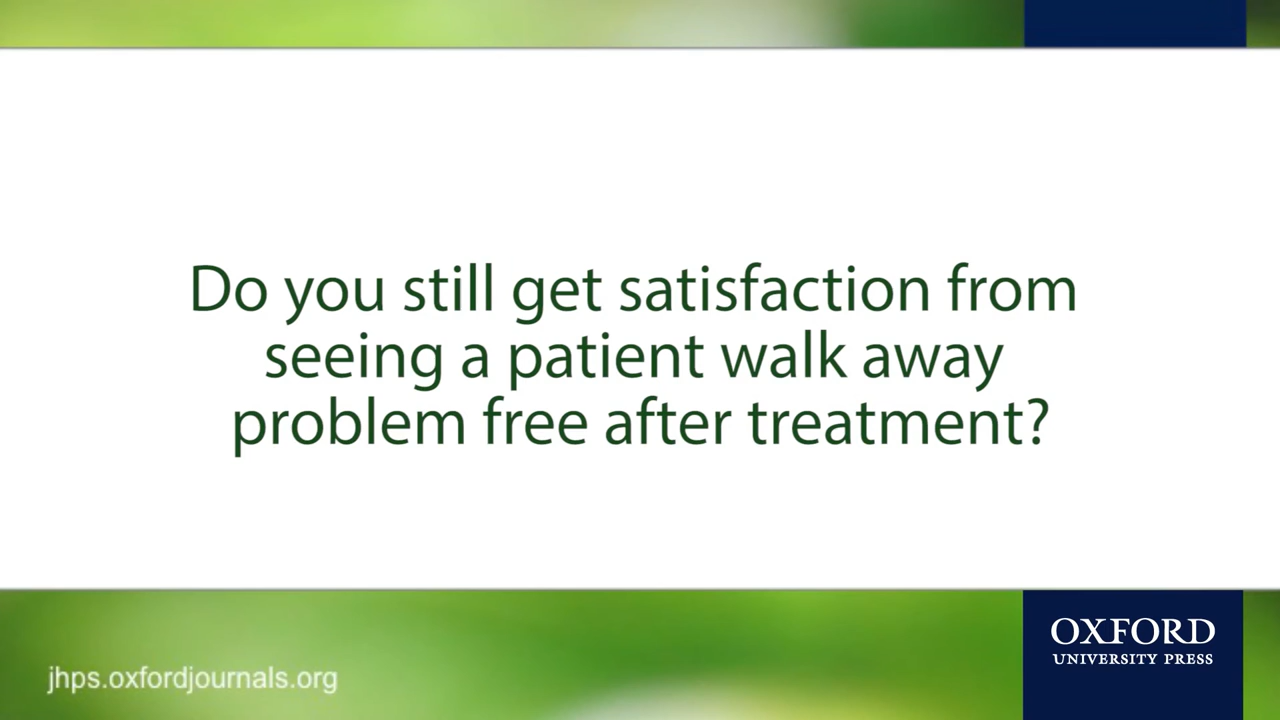 Do you still get satisfaction from
seeing a patient walk away
problem free after treatment?
jhps.oxfordjournals.org
OXFORD
UNIVERSITY PRESS